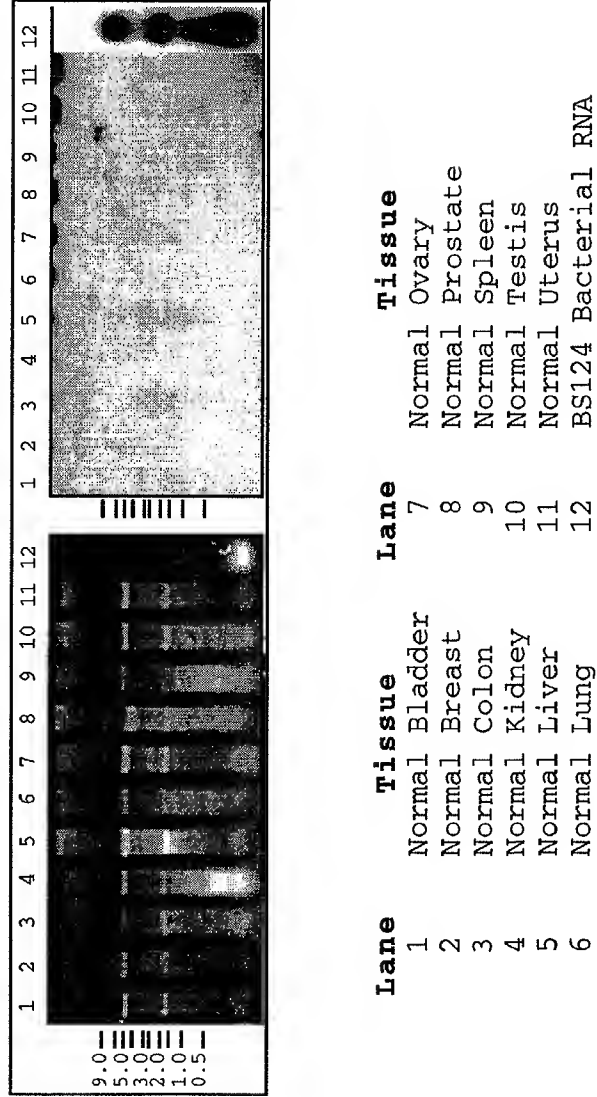 1 2 3 4 5 6 7 8 9 10 11 12
1 2 3 4 5 6 7 8 9 10 11 12
9.0
5.0
3.0
2.0
1.0
0.5
Lane Tissue Lane Tissue
1 Normal Bladder 7 Normal Ovary
2 Normal Breast 8 Normal Prostate
3 Normal Colon 9 Normal Spleen
4 Normal Kidney 10 Normal Testis
5 Normal Liver 11 Normal Uterus
6 Normal Lung 12 BS124 Bacterial RNA